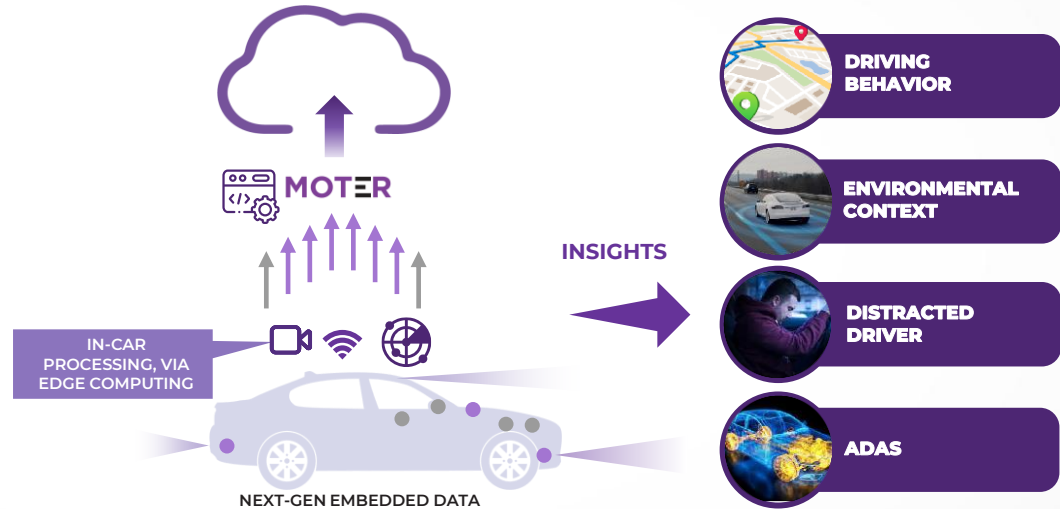 MOTER
INSIGHTS
IN-CAR
PROCESSING, VIA
EDGE COMPUTING
NEXT-GEN EMBEDDED DATA
DRIVING
BEHAVIOR
ENVIRONMENTAL
CONTEXT
DISTRACTED
DRIVER
ADAS